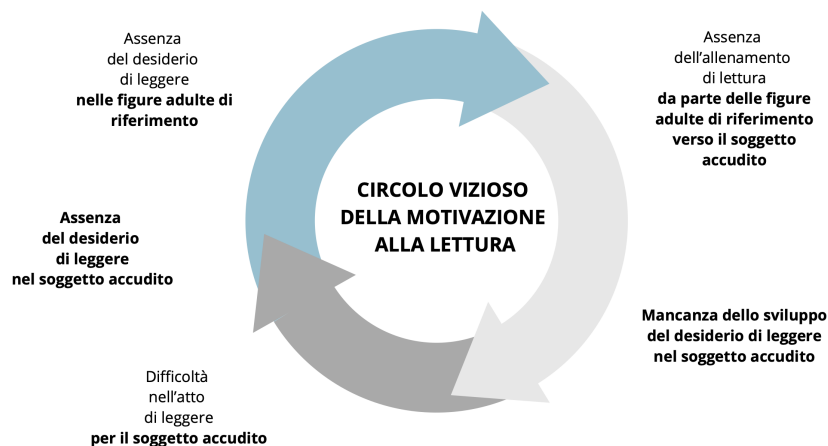 Assenza
del desiderio
di leggere
nelle figure adulte di
riferimento
Assenza
dell’allenamento
di lettura
da parte delle figure
adulte di riferimento
verso il soggetto
accudito
CIRCOLO VIZIOSO
DELLA MOTIVAZIONE
ALLA LETTURA
Assenza
del desiderio
di leggere
nel soggetto accudito
Mancanza dello sviluppo
del desiderio di leggere
nel soggetto accudito
Difficoltà
nell’atto
di leggere
per il soggetto accudito